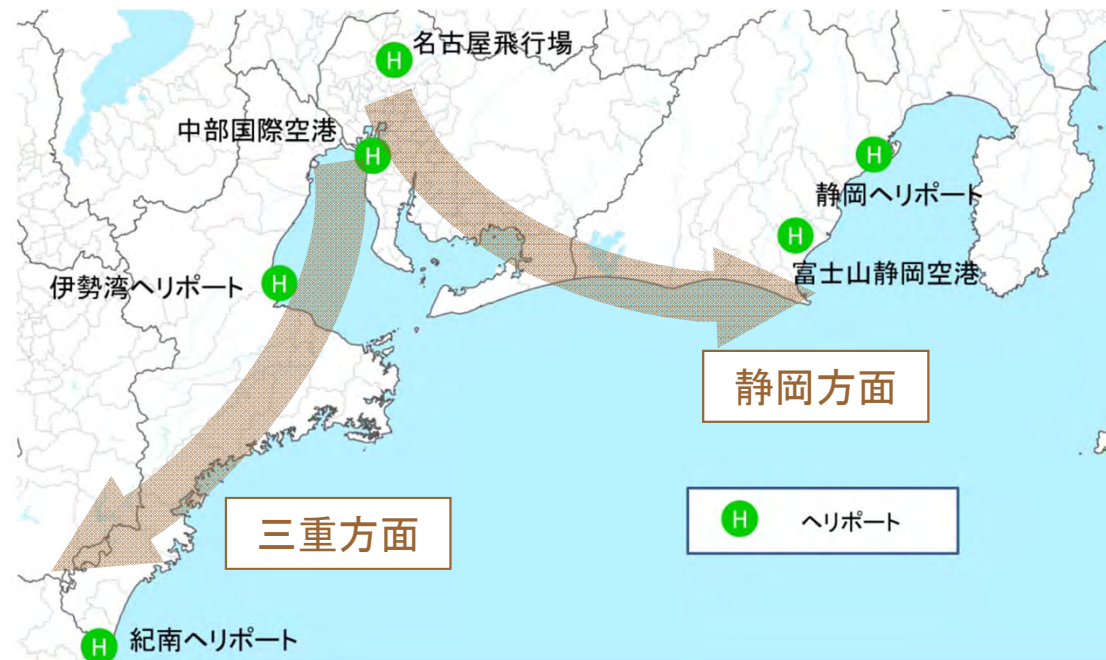 名古屋飛行場
中部国際空港
静岡ヘリポート
富士山静岡空港
伊勢湾ヘリポート
静岡方面
三重方面
ヘリポート
紀南ヘリポート
H
H
H
H
H
H
H